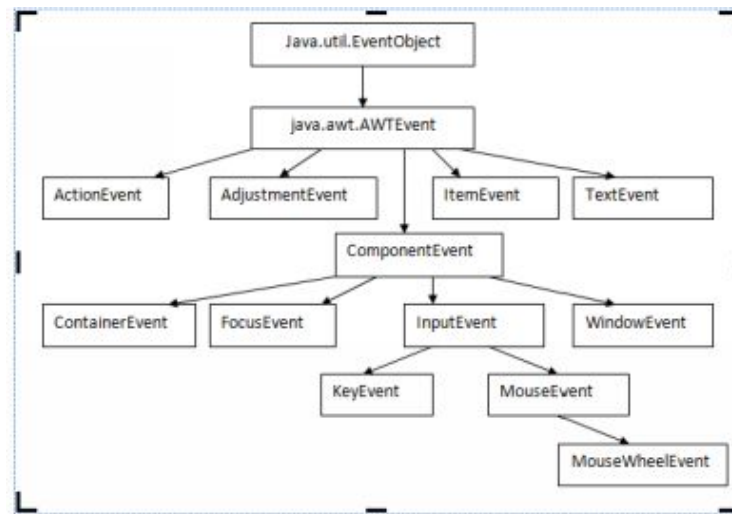 Java.util.EventObject
java.awt.AWTEvent
ActionEvent
AdjustmentEvent
ItemEvent
TextEvent
ComponentEvent
ContainerEvent
FocusEvent
InputEvent
WindowEvent
KeyEvent
MouseEvent
MouseWheelEvent